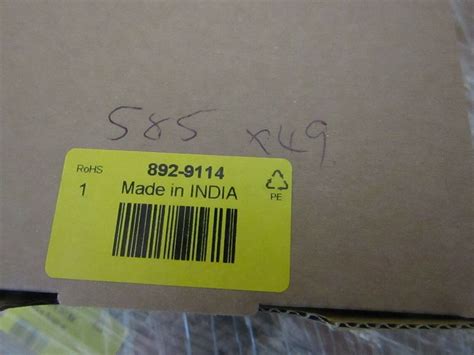 585 x49
RoHS 892-9114
1 Made in INDIA
PE